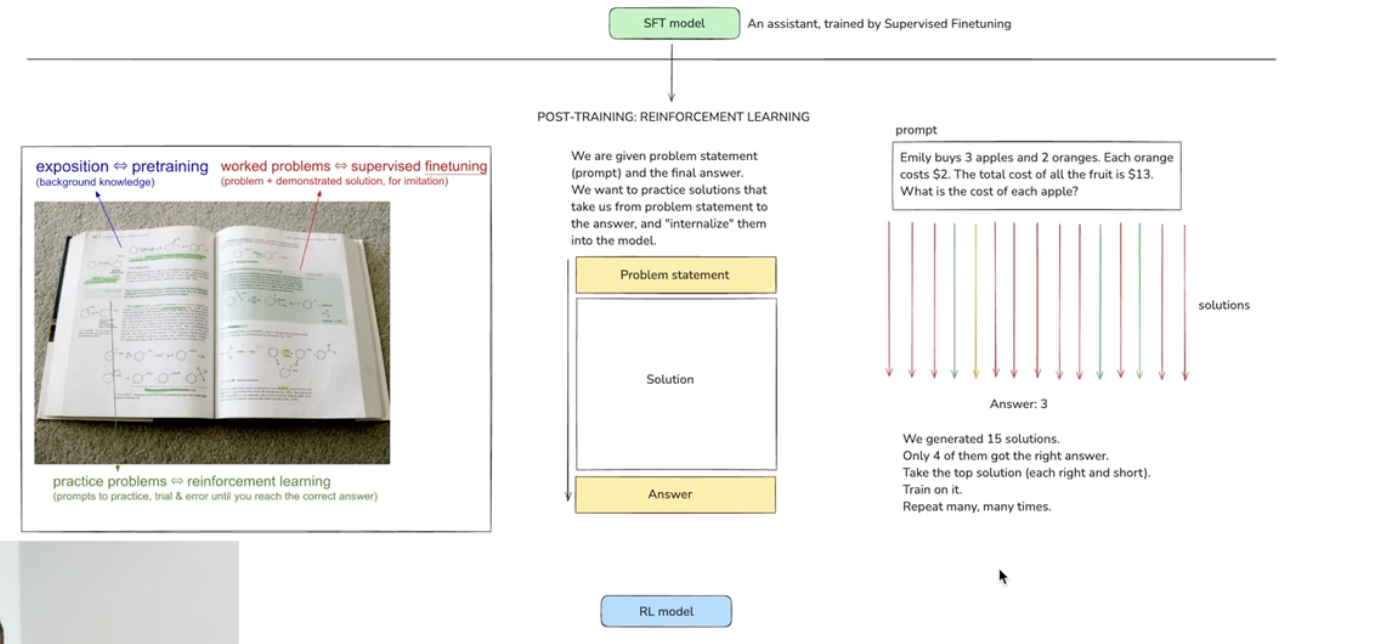 SFT model
An assistant, trained by Supervised Finetuning
POST-TRAINING: REINFORCEMENT LEARNING
exposition ⇔ pretraining
(background knowledge)
worked problems ⇔ supervised finetuning
(problem + demonstrated solution, for imitation)
practice problems ⇔ reinforcement learning
(prompts to practice, trial & error until you reach the correct answer)
We are given problem statement
(prompt) and the final answer.
We want to practice solutions that
take us from problem statement to
the answer, and "internalize" them
into the model.
Problem statement
Solution
Answer
prompt
Emily buys 3 apples and 2 oranges. Each orange
costs $2. The total cost of all the fruit is $13.
What is the cost of each apple?
solutions
Answer: 3
We generated 15 solutions.
Only 4 of them got the right answer.
Take the top solution (each right and short).
Train on it.
Repeat many, many times.
RL model